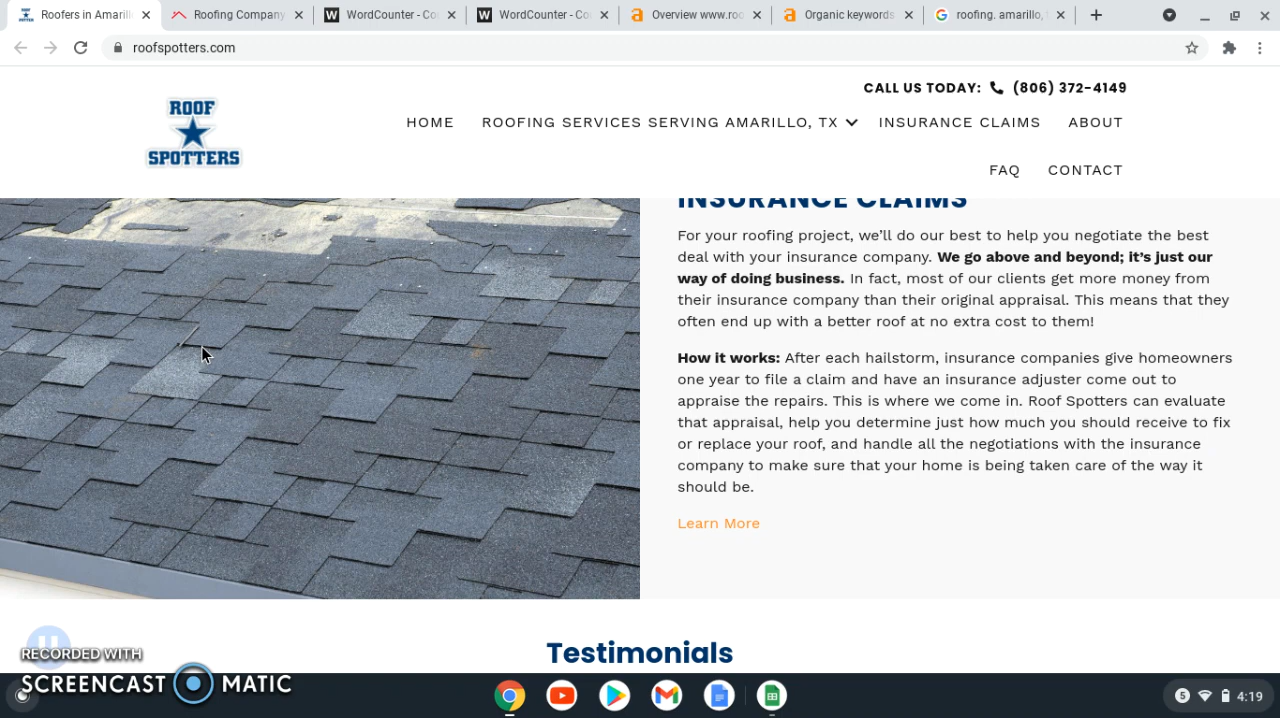 Roofers in Amaril
Roofing Company
WordCounter - Co
WordCounter - Co
Overview www.roo
Organic keywords
roofing. amarillo,
roofspotters.com
CALL US TODAY: (806) 372-4149
ROOF
SPOTTERS
HOME
ROOFING SERVICES SERVING AMARILLO, TX
INSURANCE CLAIMS
ABOUT
FAQ
CONTACT
INSURANCE CLAIMS
For your roofing project, we’ll do our best to help you negotiate the best
deal with your insurance company. We go above and beyond; it’s just our
way of doing business. In fact, most of our clients get more money from
their insurance company than their original appraisal. This means that they
often end up with a better roof at no extra cost to them!
How it works: After each hailstorm, insurance companies give homeowners
one year to file a claim and have an insurance adjuster come out to
appraise the repairs. This is where we come in. Roof Spotters can evaluate
that appraisal, help you determine just how much you should receive to fix
or replace your roof, and handle all the negotiations with the insurance
company to make sure that your home is being taken care of the way it
should be.
Learn More
Testimonials
RECORDED WITH
SCREENCAST MATIC
5
4:19